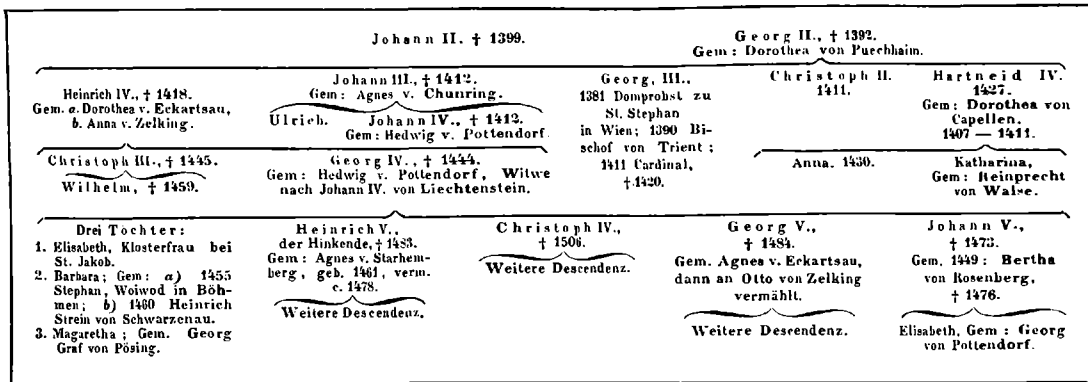 Johann II. † 1399.
Georg II., † 1392.
Gem: Dorothea von Puechhaim.
Heinrich IV., † 1418.
Gem. a. Dorothea v. Eckartsau,
b. Anna v. Zelking.
Johann III., † 1412.
Gem: Agnes v. Chunring.
Ulrich. Johann IV., † 1412.
Gem: Hedwig v. Pottendorf.
Georg, III.,
1381 Domprobst zu
St. Stephan
in Wien; 1390 Bi-
schof von Trient;
1411 Cardinal,
† 1420.
Christoph II.
1411.
Hartneid IV.
1427.
Gem: Dorothea von
Capellen.
1407 — 1411.
Christoph III., † 1445.
Wilhelm, † 1459.
Georg IV., † 1444.
Gem: Hedwig v. Pottendorf, Witwe
nach Johann IV. von Liechtenstein.
Anna. 1430.
Katharina,
Gem: Reinprecht
von Walse.
Drei Tochter:
1. Elisabeth, Klosterfrau bei
St. Jakob.
2. Barbara; Gem: a) 1455
Stephan, Woiwod in Böh-
men; b) 1460 Heinrich
Strein von Schwarzenau.
3. Magaretha; Gem. Georg
Graf von Pösing.
Heinrich V.,
der Hinkende, † 1483.
Gem: Agnes v. Starhem-
berg, geb. 1461, verm.
c. 1478.
Weitere Descendenz.
Christoph IV.,
† 1506.
Weitere Descendenz.
Georg V.,
† 1484.
Gem. Agnes v. Eckartsau,
dann an Otto von Zelking
vermählt.
Weitere Descendenz.
Johann V.,
† 1473.
Gem. 1449: Bertha
von Rosenberg,
† 1476.
Elisabeth, Gem: Georg
von Pottendorf.